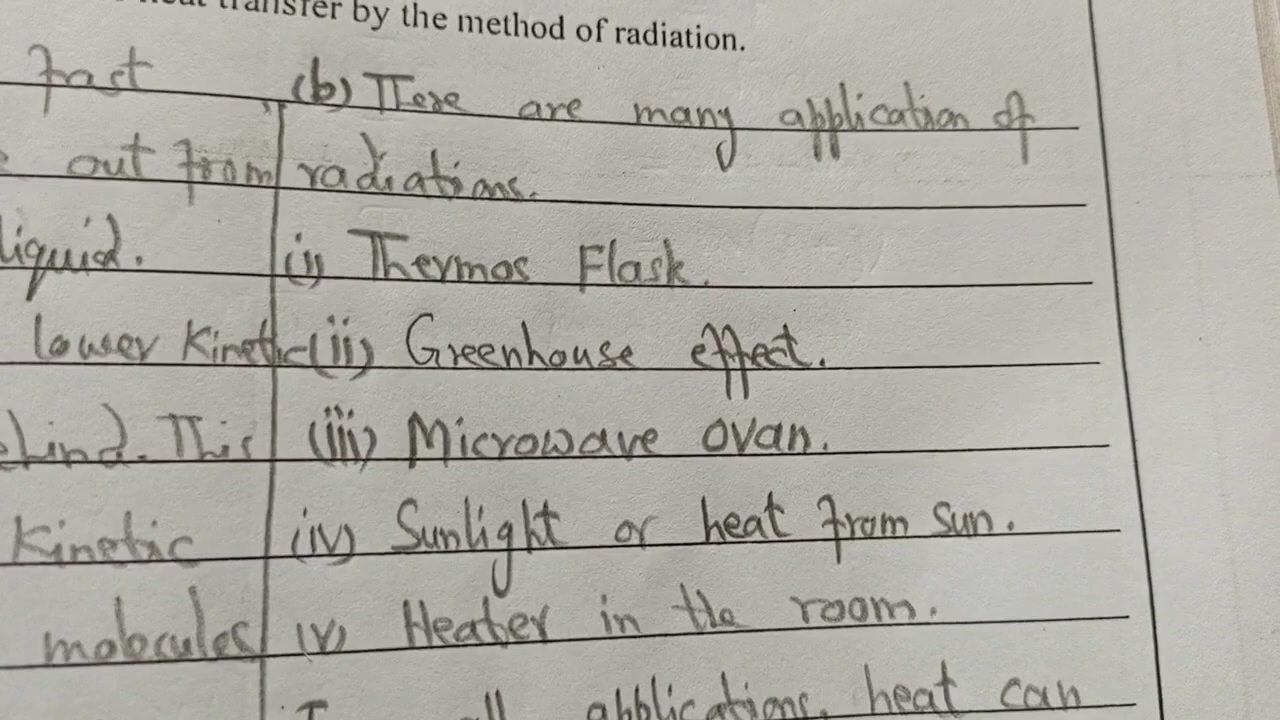 transfer by the method of radiation.
fast
out from
liquid.
lower Kinetic
This
Kinetic
molecules
(b) There are many application of
radiations.
(i) Thermos Flask.
(ii) Greenhouse effect.
(iii) Microwave ovan.
(iv) Sunlight or heat from sun.
(v) Heater in the room.
applications, heat can